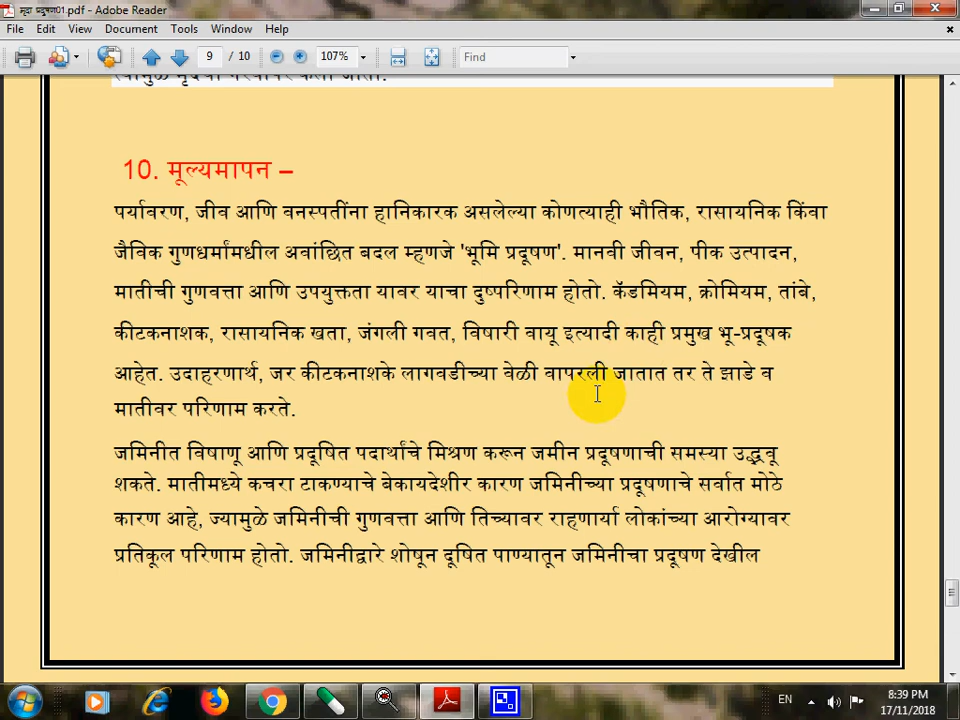 मृदा प्रदूषण01.pdf - Adobe Reader
File Edit View Document Tools Window Help
9 / 10 107% Find
10. मूल्यमापन –
पर्यावरण, जीव आणि वनस्पतींना हानिकारक असलेल्या कोणत्याही भौतिक, रासायनिक किंवा
जैविक गुणधर्मांमधील अवांछित बदल म्हणजे 'भूमि प्रदूषण'. मानवी जीवन, पीक उत्पादन,
मातीची गुणवत्ता आणि उपयुक्तता यावर याचा दुष्परिणाम होतो. कॅडमियम, क्रोमियम, तांबे,
कीटकनाशक, रासायनिक खता, जंगली गवत, विषारी वायू इत्यादी काही प्रमुख भू-प्रदूषक
आहेत. उदाहरणार्थ, जर कीटकनाशके लागवडीच्या वेळी वापरली जातात तर ते झाडे व
मातीवर परिणाम करते.
जमिनीत विषाणू आणि प्रदूषित पदार्थांचे मिश्रण करून जमीन प्रदूषणाची समस्या उद्भवू
शकते. मातीमध्ये कचरा टाकण्याचे बेकायदेशीर कारण जमिनीच्या प्रदूषणाचे सर्वात मोठे
कारण आहे, ज्यामुळे जमिनीची गुणवत्ता आणि तिच्यावर राहणार्या लोकांच्या आरोग्यावर
प्रतिकूल परिणाम होतो. जमिनीद्वारे शोषून दूषित पाण्यातून जमिनीचा प्रदूषण देखील
EN 8:39 PM
17/11/2018